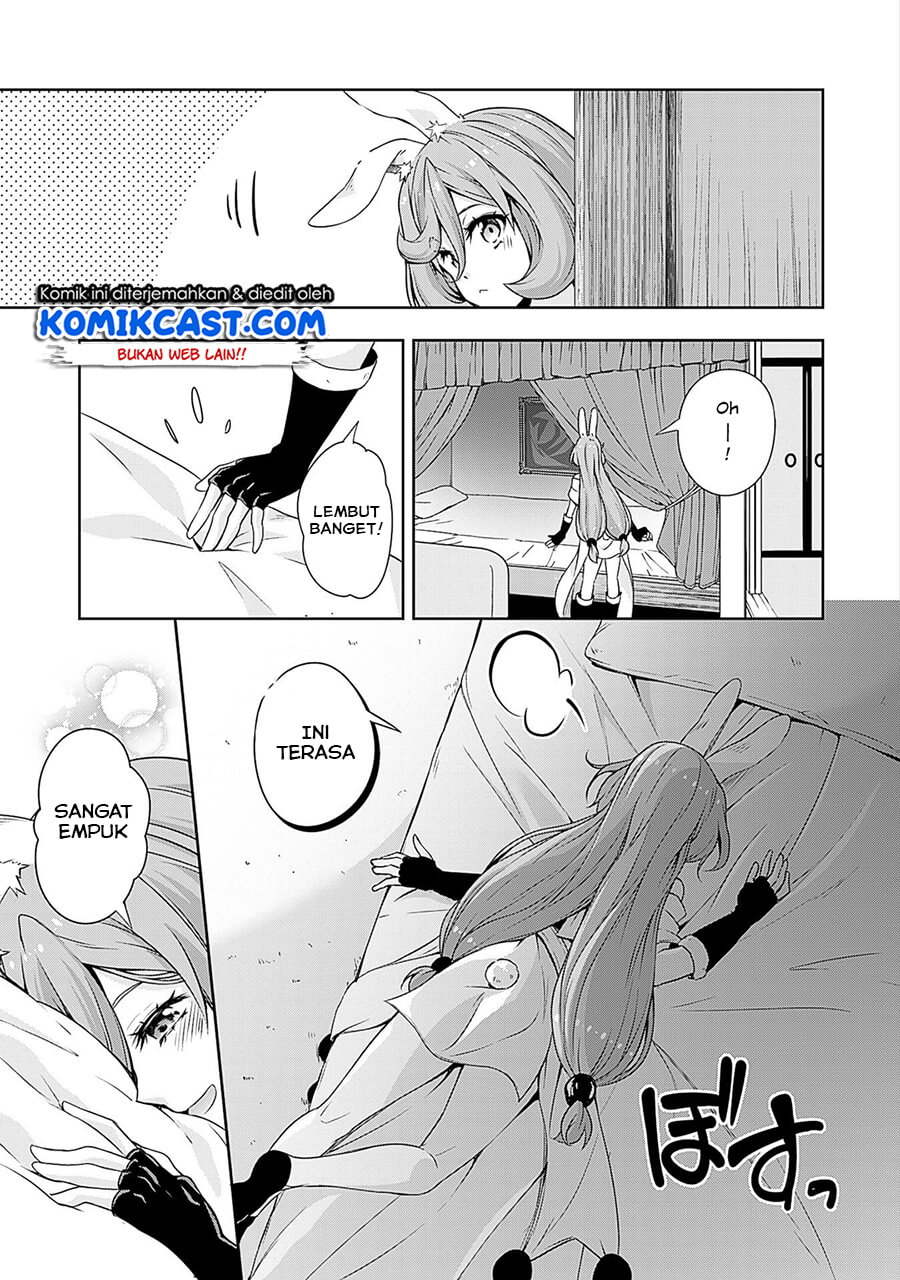 Komik ini diterjemahkan & diedit oleh
KOMIKCAST.COM
BUKAN WEB LAIN!!
Oh
—
!
LEMBUT
BANGET!
INI
TERASA
SANGAT
EMPUK
ぼすっ